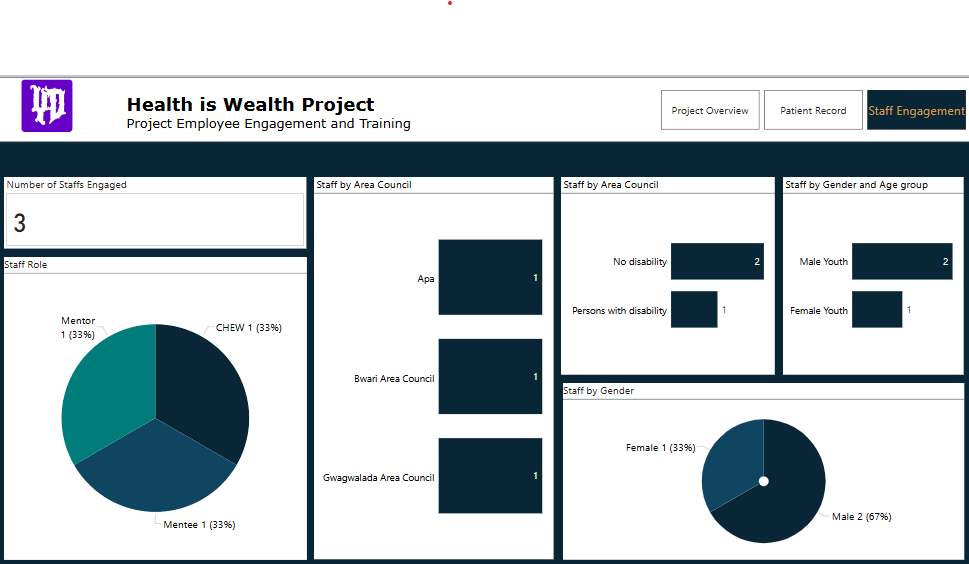 Health is Wealth Project
Project Employee Engagement and Training
Project Overview
Patient Record
Staff Engagement
Number of Staffs Engaged
3
Staff Role
Mentor
1 (33%)
CHEW 1 (33%)
Mentee 1 (33%)
Staff by Area Council
Apa
1
Bwari Area Council
1
Gwagwalada Area Council
1
Staff by Area Council
No disability
2
Persons with disability
1
Staff by Gender and Age group
Male Youth
2
Female Youth
1
Staff by Gender
Female 1 (33%)
Male 2 (67%)